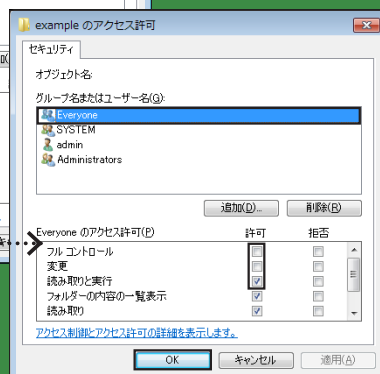 example のアクセス許可
セキュリティ
オブジェクト名:
グループ名またはユーザー名(G):
Everyone
SYSTEM
admin
Administrators
追加(D)... 削除(R)
Everyone のアクセス許可(P) 許可 拒否
フル コントロール
変更
読み取りと実行
フォルダーの内容の一覧表示
読み取り
アクセス制御とアクセス許可の詳細を表示します。
OK キャンセル 適用(A)